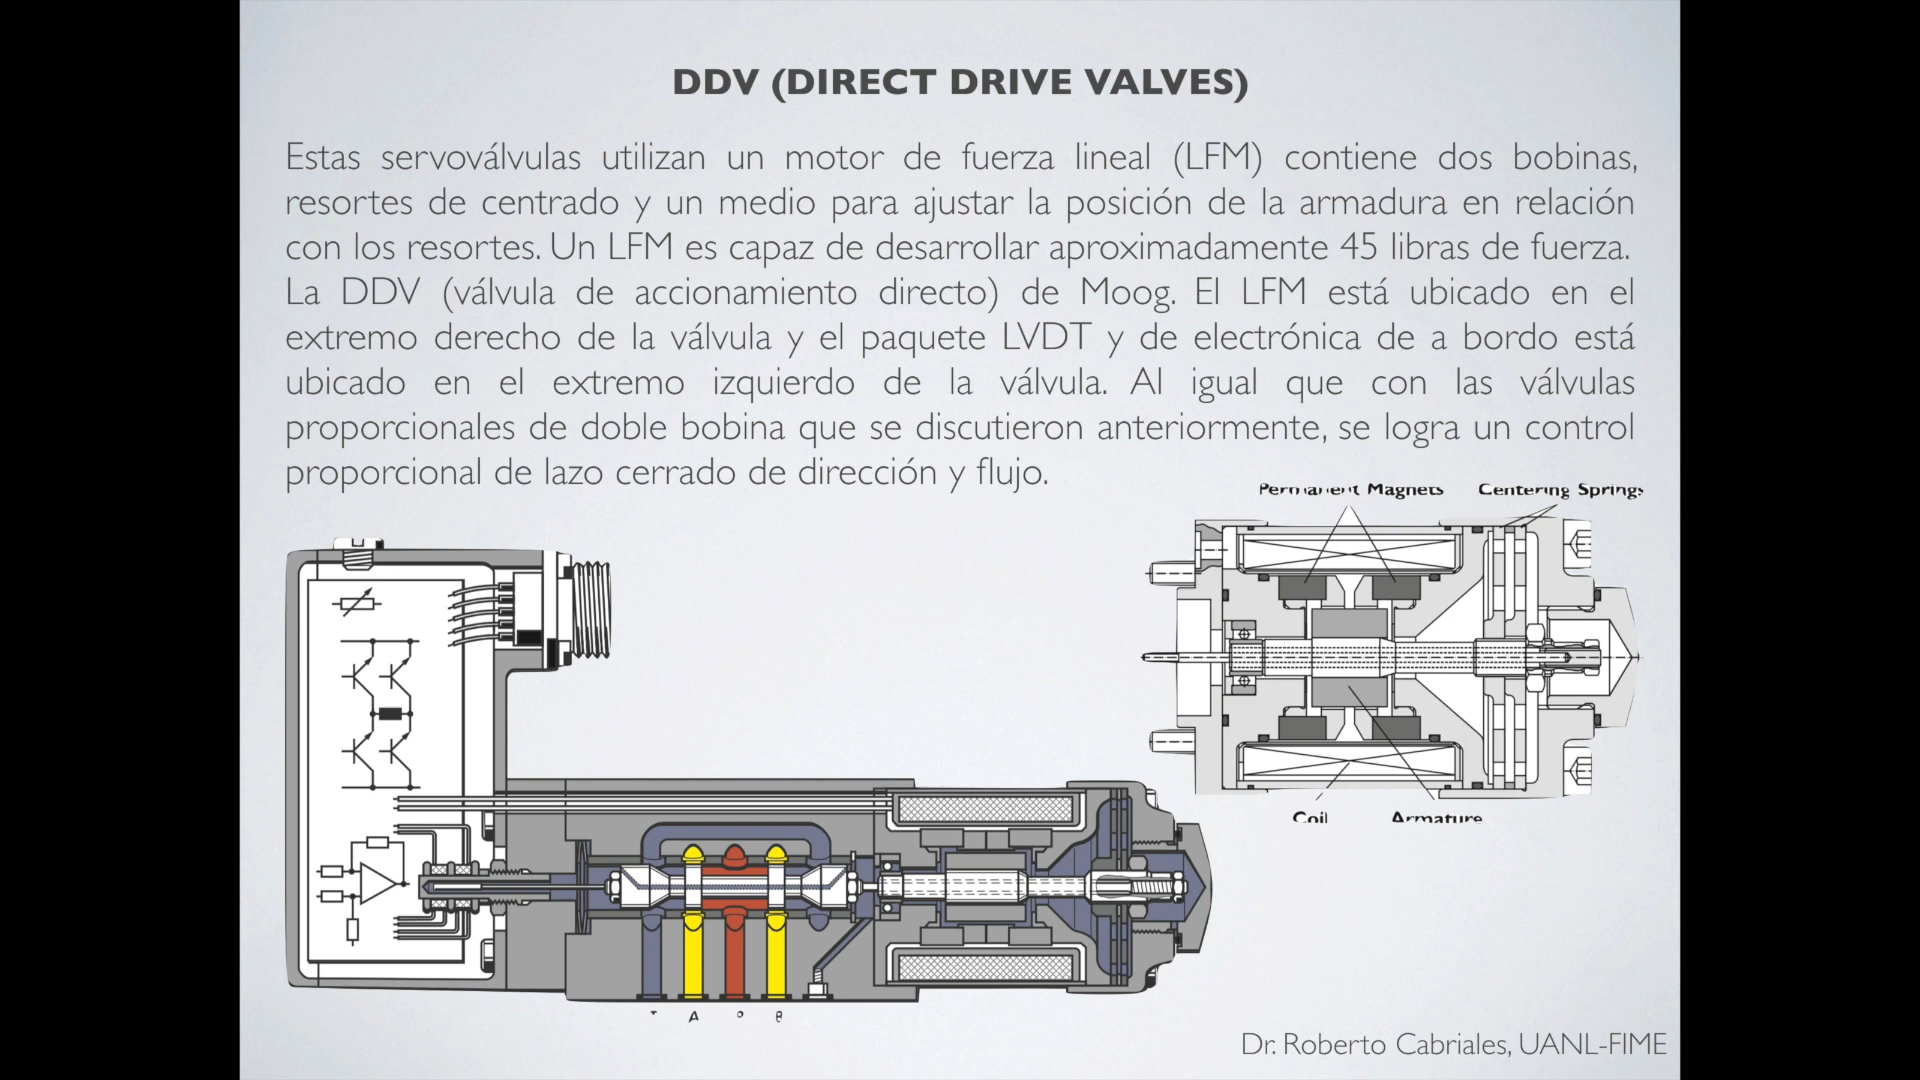 DDV (DIRECT DRIVE VALVES)
Estas servoválvulas utilizan un motor de fuerza lineal (LFM) contiene dos bobinas,
resortes de centrado y un medio para ajustar la posición de la armadura en relación
con los resortes. Un LFM es capaz de desarrollar aproximadamente 45 libras de fuerza.
La DDV (válvula de accionamiento directo) de Moog. El LFM está ubicado en el
extremo derecho de la válvula y el paquete LVDT y de electrónica de a bordo está
ubicado en el extremo izquierdo de la válvula. Al igual que con las válvulas
proporcionales de doble bobina que se discutieron anteriormente, se logra un control
proporcional de lazo cerrado de dirección y flujo.
Permanent Magnets Centering Springs
Coil Armature
A B
Dr. Roberto Cabriales, UANL-FIME